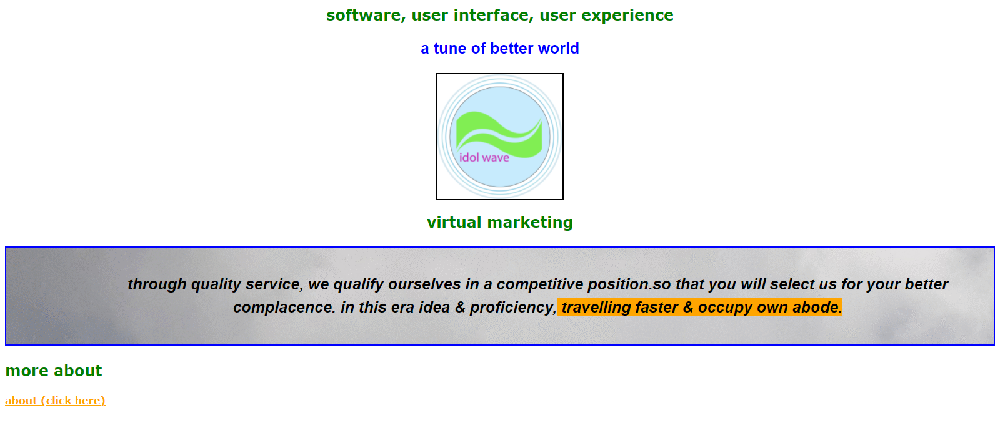 software, user interface, user experience
a tune of better world
idol wave
virtual marketing
through quality service, we qualify ourselves in a competitive position.so that you will select us for your better
complacence. in this era idea & proficiency, travelling faster & occupy own abode.
more about
about (click here)